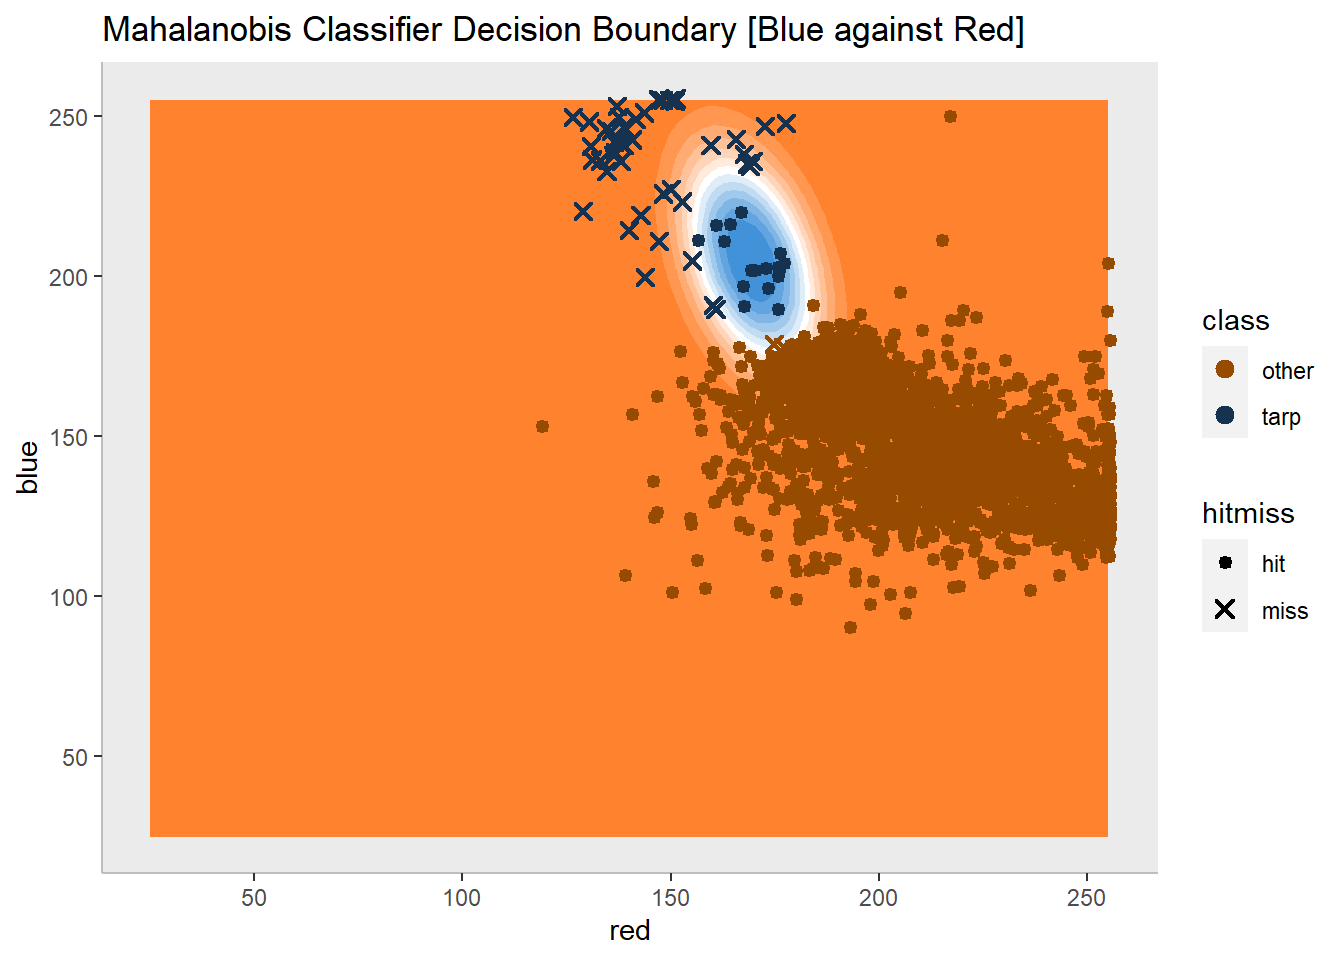 Mahalanobis Classifier Decision Boundary [Blue against Red]
250
200
150
100
50
blue
50
100
150
200
250
red
class
other
tarp
hitmiss
hit
miss